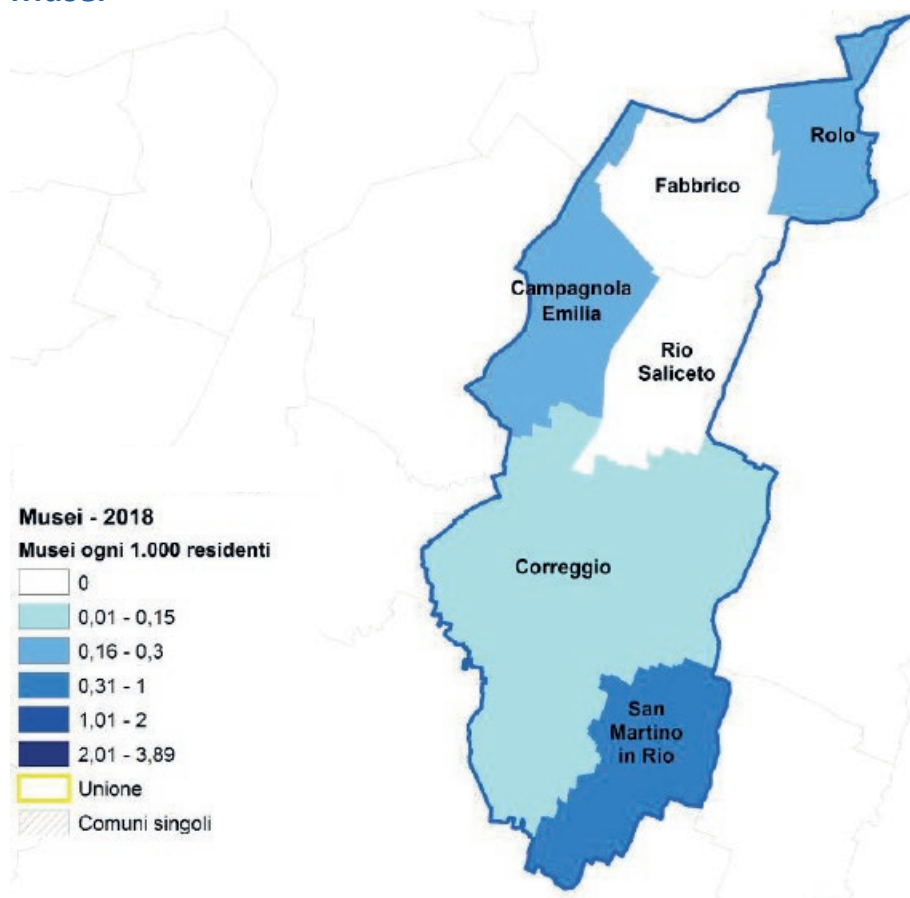 Musei
Rolo
Fabbrico
Campagnola
Emilia
Rio
Saliceto
Correggio
San
Martino
in Rio
Musei - 2018
Musei ogni 1.000 residenti
0
0,01 - 0,15
0,16 - 0,3
0,31 - 1
1,01 - 2
2,01 - 3,89
Unione
Comuni singoli